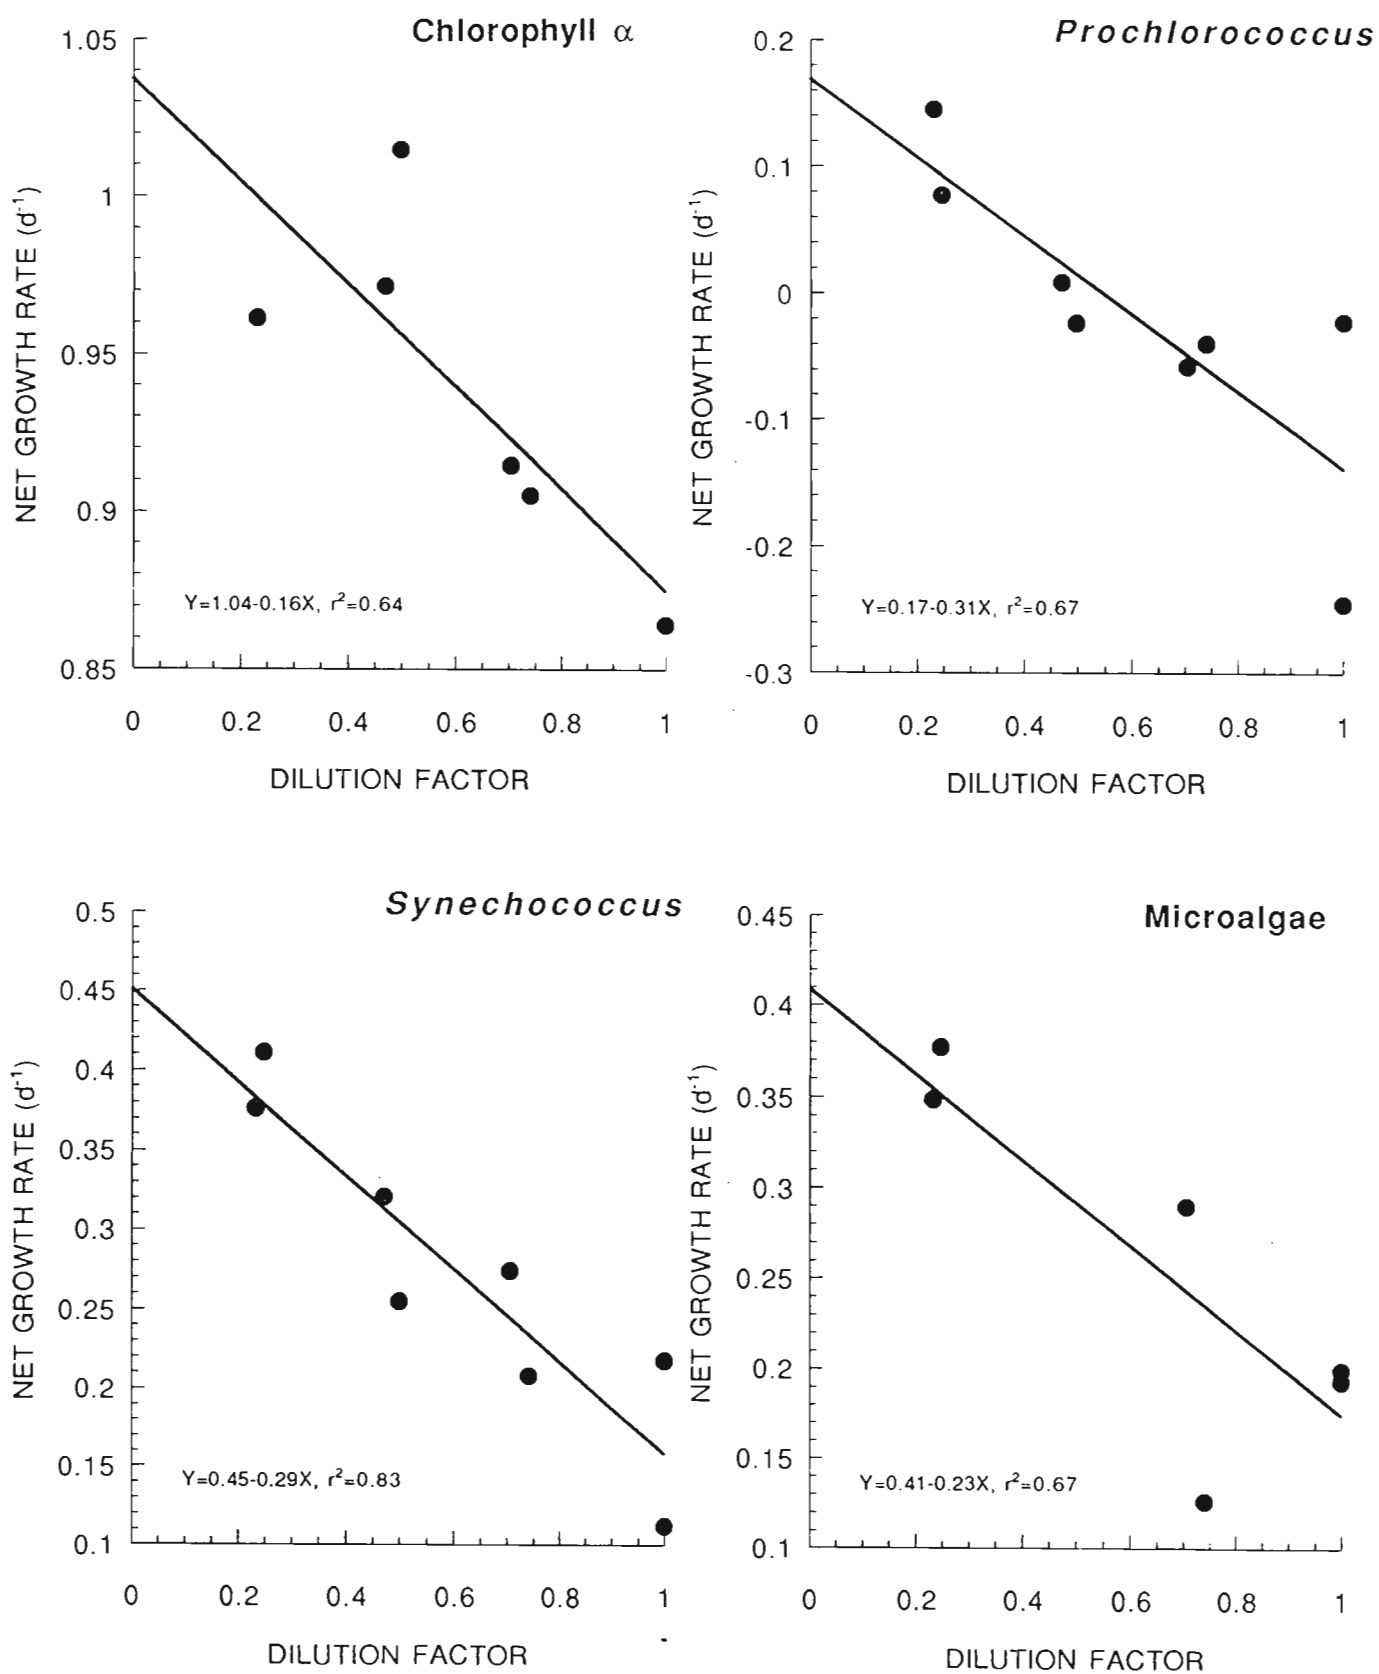 Chlorophyll α
1.05
1
0.95
0.9
0.85
NET GROWTH RATE (d⁻¹)
Y=1.04-0.16X, r²=0.64
0 0.2 0.4 0.6 0.8 1
DILUTION FACTOR
Prochlorococcus
0.2
0.1
0
-0.1
-0.2
-0.3
NET GROWTH RATE (d⁻¹)
Y=0.17-0.31X, r²=0.67
0 0.2 0.4 0.6 0.8 1
DILUTION FACTOR
Synechococcus
0.5
0.45
0.4
0.35
0.3
0.25
0.2
0.15
0.1
NET GROWTH RATE (d⁻¹)
Y=0.45-0.29X, r²=0.83
0 0.2 0.4 0.6 0.8 1
DILUTION FACTOR
Microalgae
0.45
0.4
0.35
0.3
0.25
0.2
0.15
0.1
NET GROWTH RATE (d⁻¹)
Y=0.41-0.23X, r²=0.67
0 0.2 0.4 0.6 0.8 1
DILUTION FACTOR